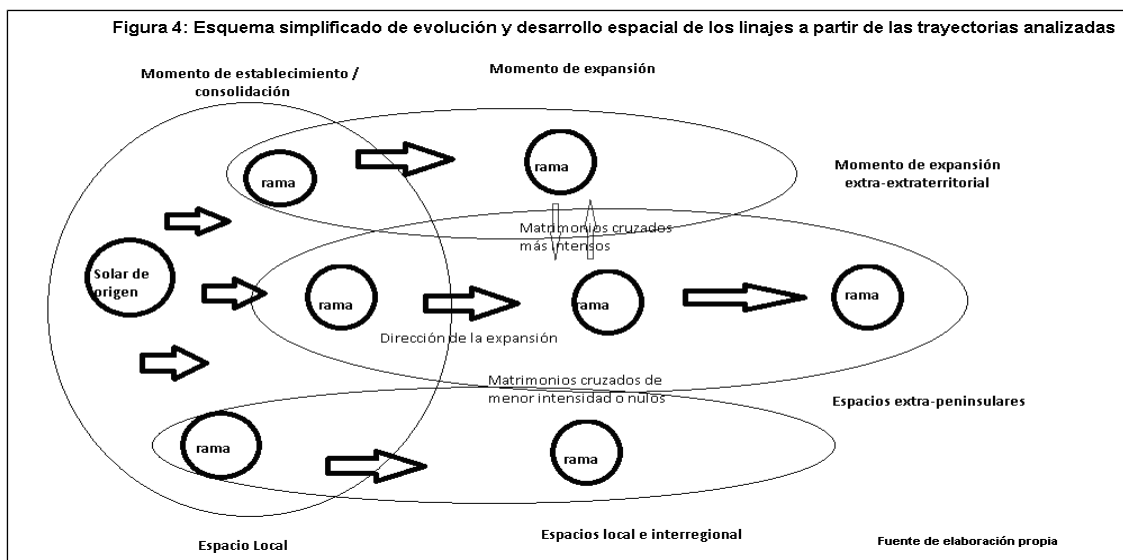 Figura 4: Esquema simplificado de evolución y desarrollo espacial de los linajes a partir de las trayectorias analizadas
Momento de establecimiento /
consolidación
Momento de expansión
Momento de expansión
extra-extraterritorial
rama
rama
Matrimonios cruzados
más intensos
Solar de
origen
rama
rama
rama
Dirección de la expansión
Matrimonios cruzados de
menor intensidad o nulos
Espacios extra-peninsulares
rama
rama
Espacio Local
Espacios local e interregional
Fuente de elaboración propia